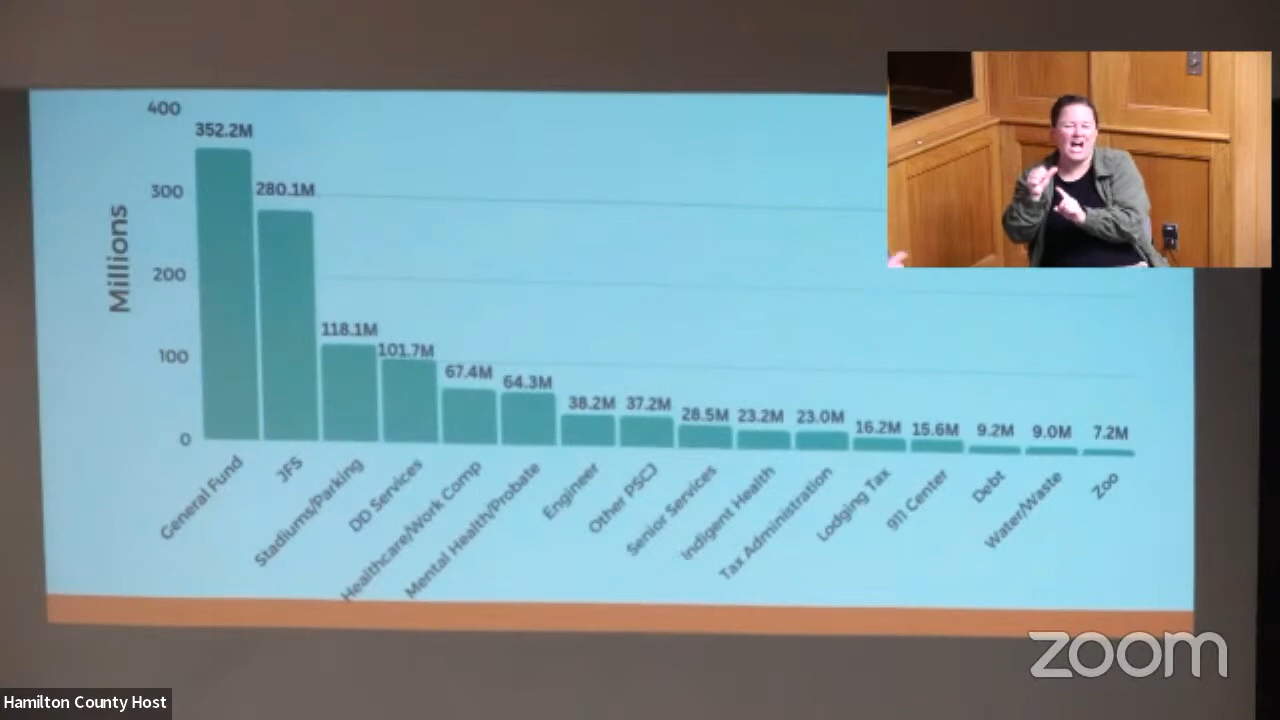 400
352.2M
300
280.1M
Millions
200
118.1M
101.7M
100
67.4M
64.3M
38.2M
37.2M
28.5M
23.2M
23.0M
16.2M
15.6M
9.2M
9.0M
7.2M
0
General Fund
JFS
Stadiums/Parking
DD Services
Healthcare/Work Comp
Mental Health/Probate
Engineer
Other PSCJ
Senior Services
Indigent Health
Tax Administration
Lodging Tax
911 Center
Debt
Water/Waste
Zoo
zoom
Hamilton County Host